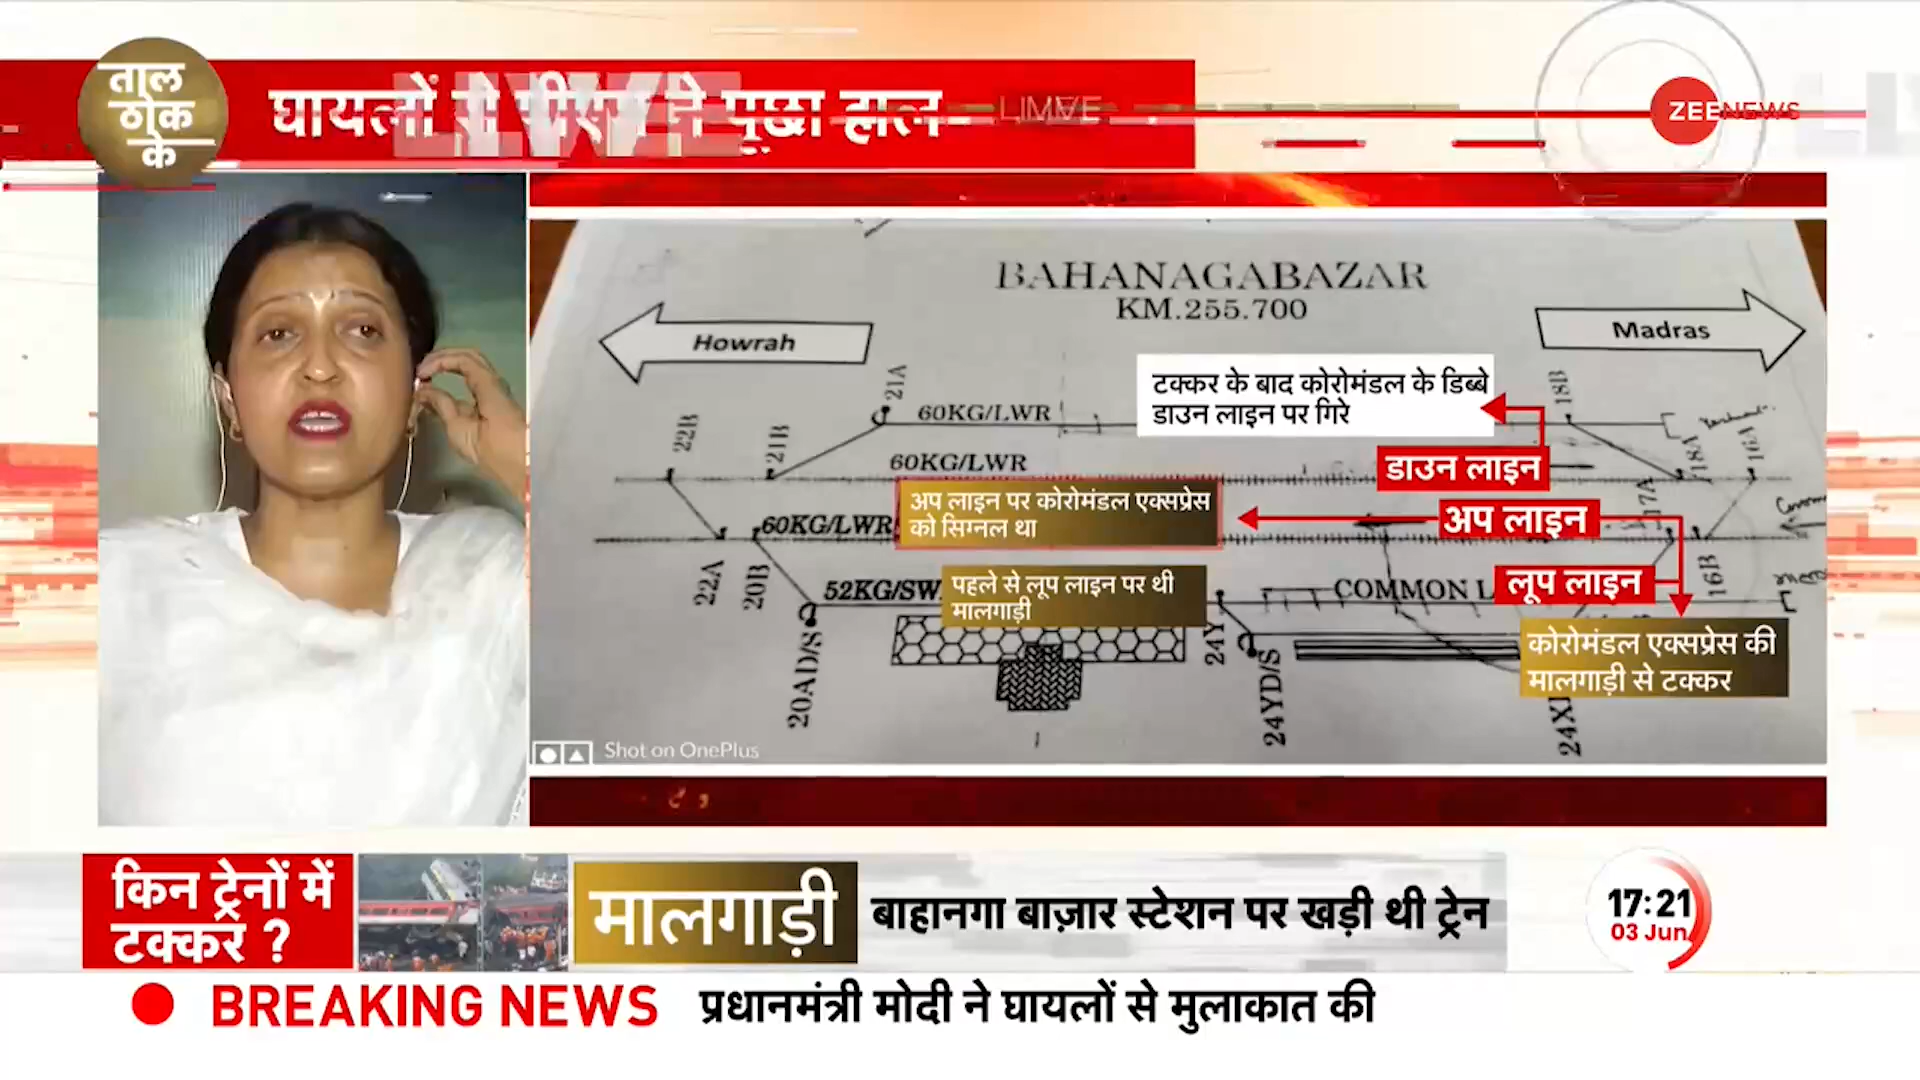 ताल
ठोक
के
घायलों से पीएम ने पूछा हाल
ZEE NEWS
BAHANAGABAZAR
KM.255.700
Howrah
Madras
21A
60KG/LWR
टक्कर के बाद कोरोमंडल के डिब्बे
डाउन लाइन पर गिरे
18B
22B
21B
60KG/LWR
डाउन लाइन
18A
16A
अप लाइन पर कोरोमंडल एक्सप्रेस
को सिग्नल था
60KG/LWR
अप लाइन
17A
22A
20B
52KG/SW
पहले से लूप लाइन पर थी
मालगाड़ी
COMMON L
लूप लाइन
16B
20AD/S
24Y
24YD/S
कोरोमंडल एक्सप्रेस की
मालगाड़ी से टक्कर
Shot on OnePlus
किन ट्रेनों में
टक्कर ?
मालगाड़ी
बाहानगा बाज़ार स्टेशन पर खड़ी थी ट्रेन
17:21
03 Jun
BREAKING NEWS
प्रधानमंत्री मोदी ने घायलों से मुलाकात की